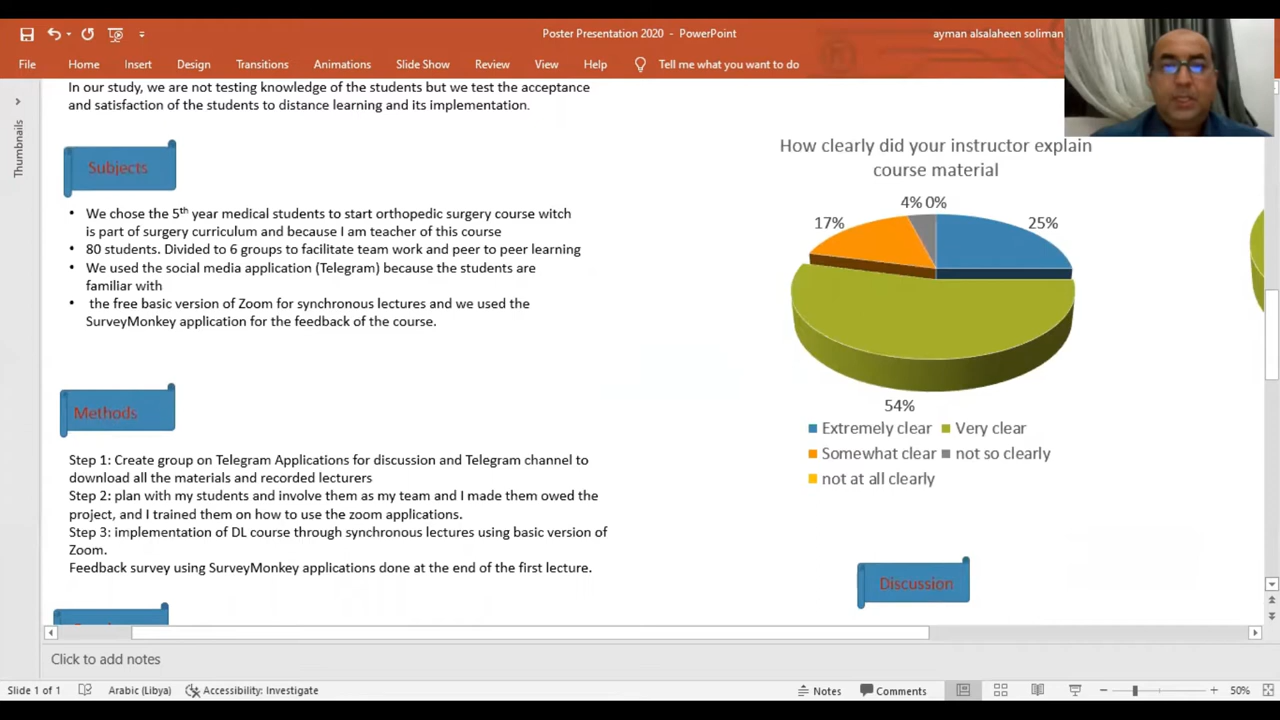 Poster Presentation 2020 - PowerPoint
ayman alsalaheen soliman
File Home Insert Design Transitions Animations Slide Show Review View Help Tell me what you want to do
Thumbnails
In our study, we are not testing knowledge of the students but we test the acceptance
and satisfaction of the students to distance learning and its implementation.
Subjects
• We chose the 5th year medical students to start orthopedic surgery course witch
is part of surgery curriculum and because I am teacher of this course
• 80 students. Divided to 6 groups to facilitate team work and peer to peer learning
• We used the social media application (Telegram) because the students are
familiar with
• the free basic version of Zoom for synchronous lectures and we used the
SurveyMonkey application for the feedback of the course.
Methods
Step 1: Create group on Telegram Applications for discussion and Telegram channel to
download all the materials and recorded lecturers
Step 2: plan with my students and involve them as my team and I made them owed the
project, and I trained them on how to use the zoom applications.
Step 3: implementation of DL course through synchronous lectures using basic version of
Zoom.
Feedback survey using SurveyMonkey applications done at the end of the first lecture.
How clearly did your instructor explain
course material
4% 0%
17% 25%
54%
Extremely clear Very clear
Somewhat clear not so clearly
not at all clearly
Discussion
Click to add notes
Slide 1 of 1 Arabic (Libya) Accessibility: Investigate Notes Comments 50%